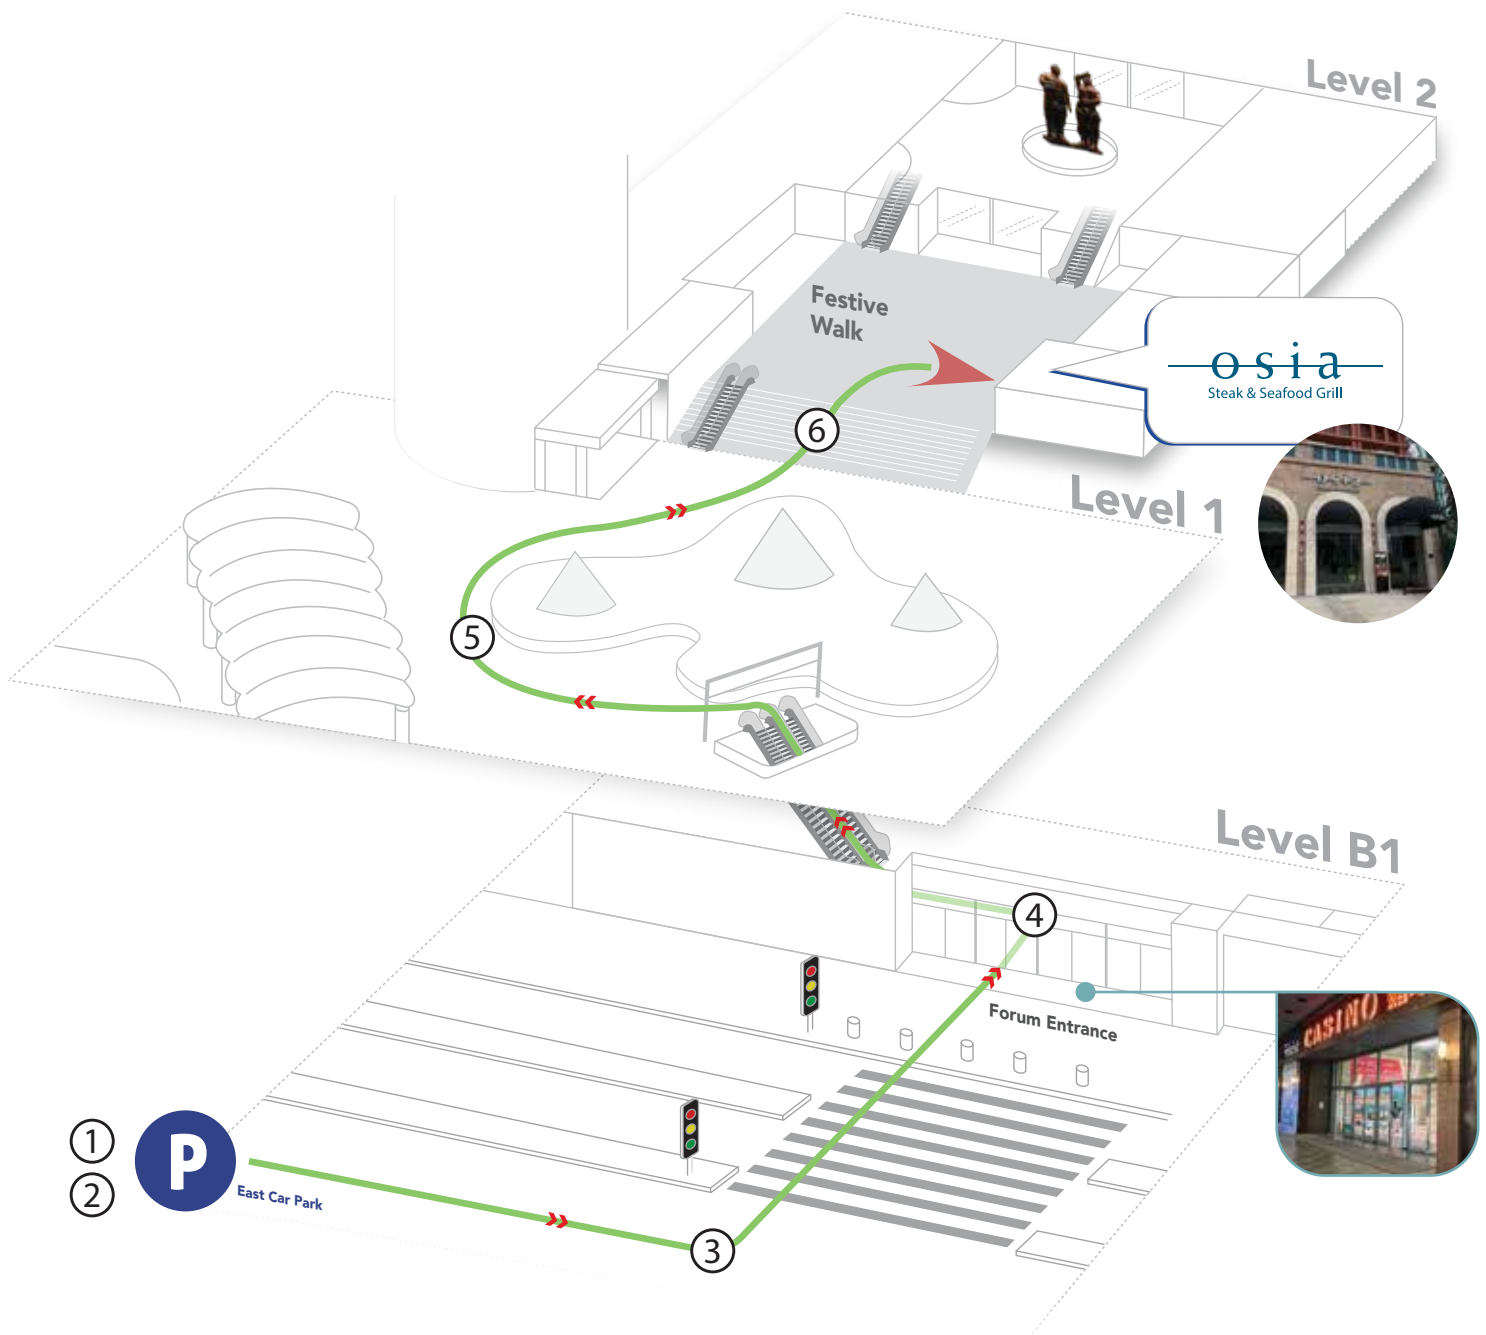 Level 2
Festive
Walk
osia
Steak & Seafood Grill
6
Level 1
5
Level B1
4
Forum Entrance
CASINO
1
P
2
East Car Park
3